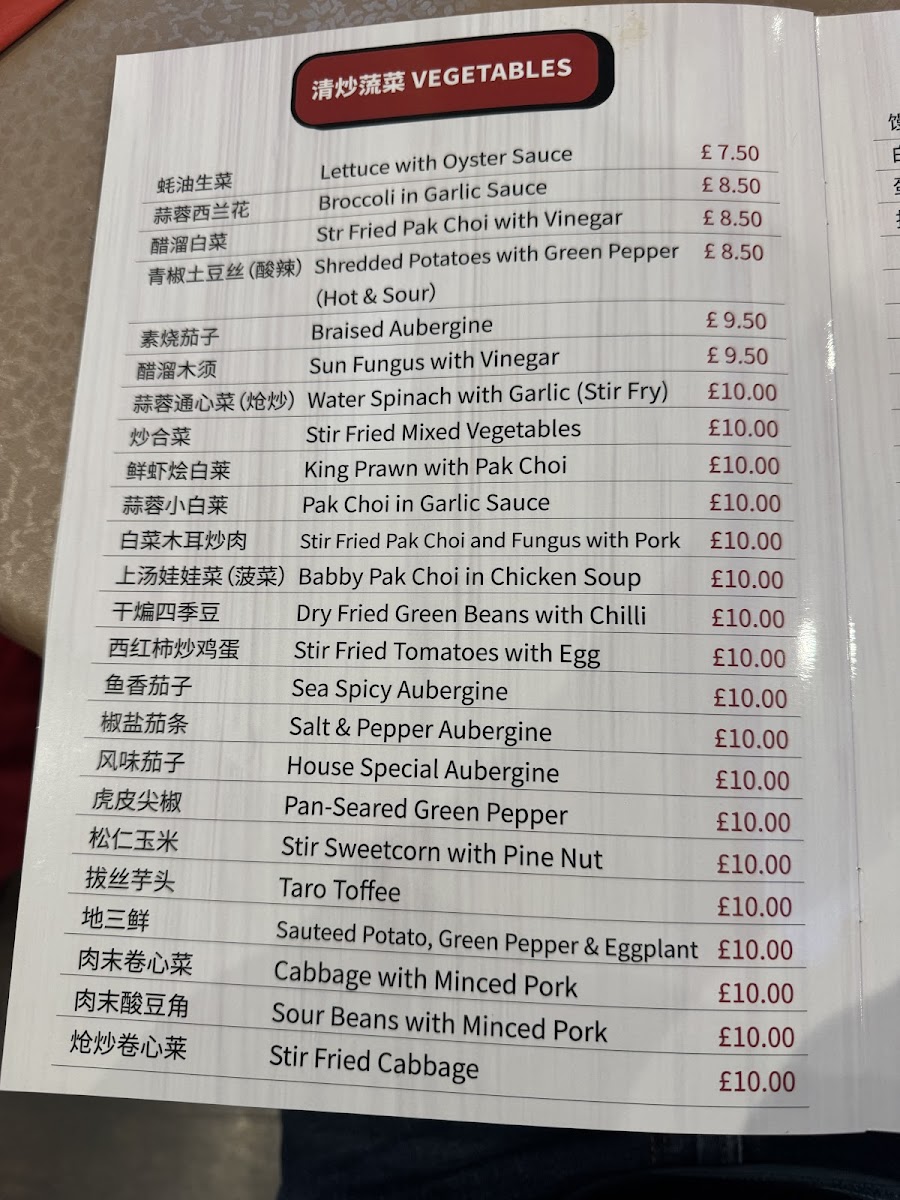 清炒蔬菜 VEGETABLES
蚝油生菜 Lettuce with Oyster Sauce £ 7.50
蒜蓉西兰花 Broccoli in Garlic Sauce £ 8.50
醋溜白菜 Str Fried Pak Choi with Vinegar £ 8.50
青椒土豆丝(酸辣) Shredded Potatoes with Green Pepper £ 8.50
(Hot & Sour)
素烧茄子 Braised Aubergine £ 9.50
醋溜木须 Sun Fungus with Vinegar £ 9.50
蒜蓉通心菜(炝炒) Water Spinach with Garlic (Stir Fry) £10.00
炒合菜 Stir Fried Mixed Vegetables £10.00
鲜虾烩白菜 King Prawn with Pak Choi £10.00
蒜蓉小白菜 Pak Choi in Garlic Sauce £10.00
白菜木耳炒肉 Stir Fried Pak Choi and Fungus with Pork £10.00
上汤娃娃菜(菠菜) Babby Pak Choi in Chicken Soup £10.00
干煸四季豆 Dry Fried Green Beans with Chilli £10.00
西红柿炒鸡蛋 Stir Fried Tomatoes with Egg £10.00
鱼香茄子 Sea Spicy Aubergine £10.00
椒盐茄条 Salt & Pepper Aubergine £10.00
风味茄子 House Special Aubergine £10.00
虎皮尖椒 Pan-Seared Green Pepper £10.00
松仁玉米 Stir Sweetcorn with Pine Nut £10.00
拔丝芋头 Taro Toffee £10.00
地三鲜 Sauteed Potato, Green Pepper & Eggplant £10.00
肉末卷心菜 Cabbage with Minced Pork £10.00
肉末酸豆角 Sour Beans with Minced Pork £10.00
炝炒卷心菜 Stir Fried Cabbage £10.00